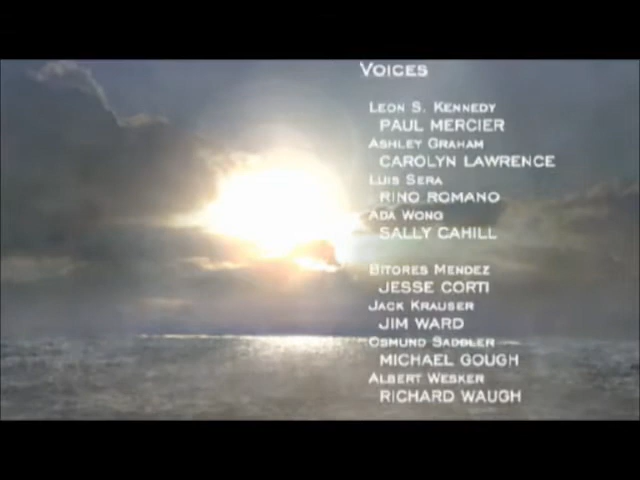 VOICES
LEON S. KENNEDY
PAUL MERCIER
ASHLEY GRAHAM
CAROLYN LAWRENCE
LUIS SERA
RINO ROMANO
ADA WONG
SALLY CAHILL
BITORES MENDEZ
JESSE CORTI
JACK KRAUSER
JIM WARD
OSMUND SADDLER
MICHAEL GOUGH
ALBERT WESKER
RICHARD WAUGH